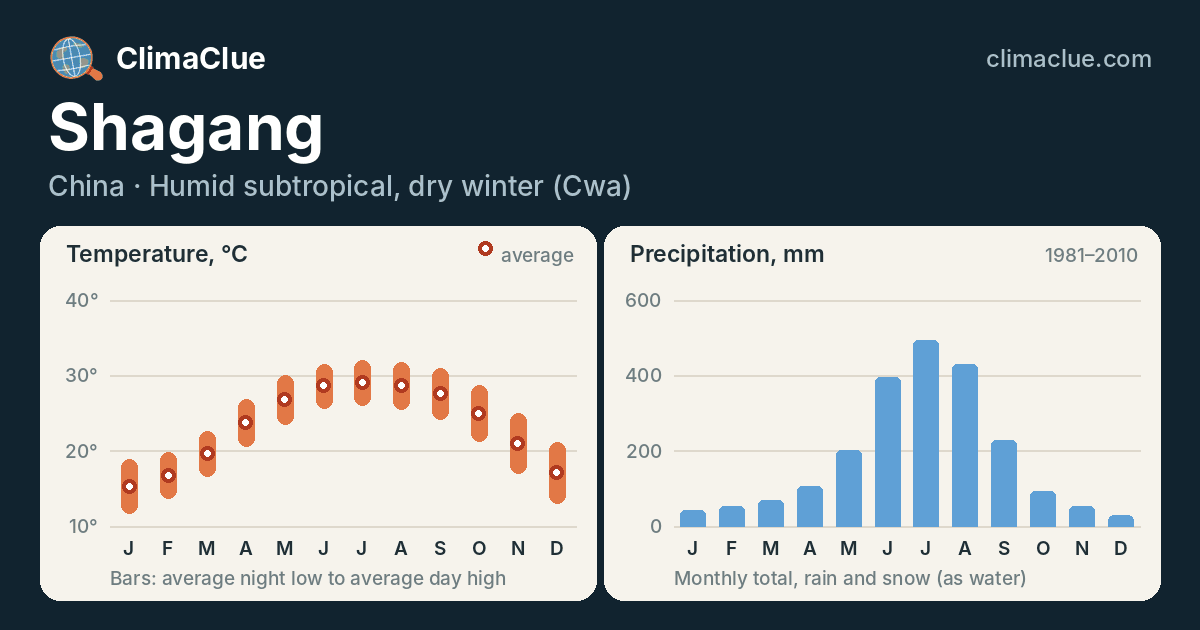 ClimaClue
climaclue.com
Shagang
China · Humid subtropical, dry winter (Cwa)
Temperature, °C
average
40°
30°
20°
10°
J F M A M J J A S O N D
Bars: average night low to average day high
Precipitation, mm
1981–2010
600
400
200
0
J F M A M J J A S O N D
Monthly total, rain and snow (as water)